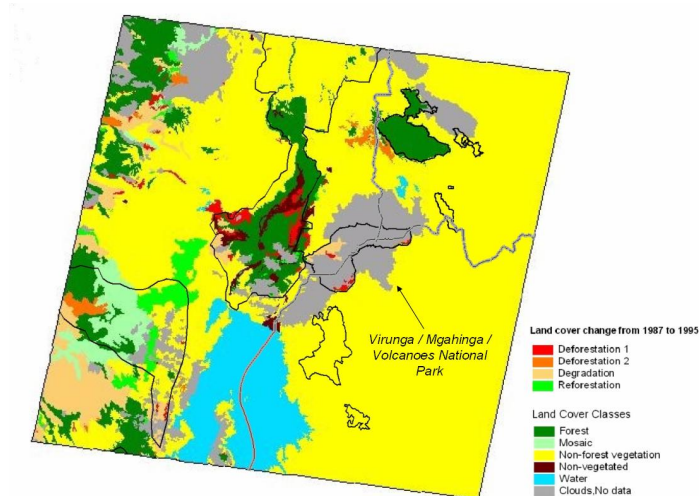 Virunga / Mgahinga /
Volcanoes National
Park
Land cover change from 1987 to 1995
Deforestation 1
Deforestation 2
Degradation
Reforestation
Land Cover Classes
Forest
Mosaic
Non-forest vegetation
Non-vegetated
Water
Clouds,No data